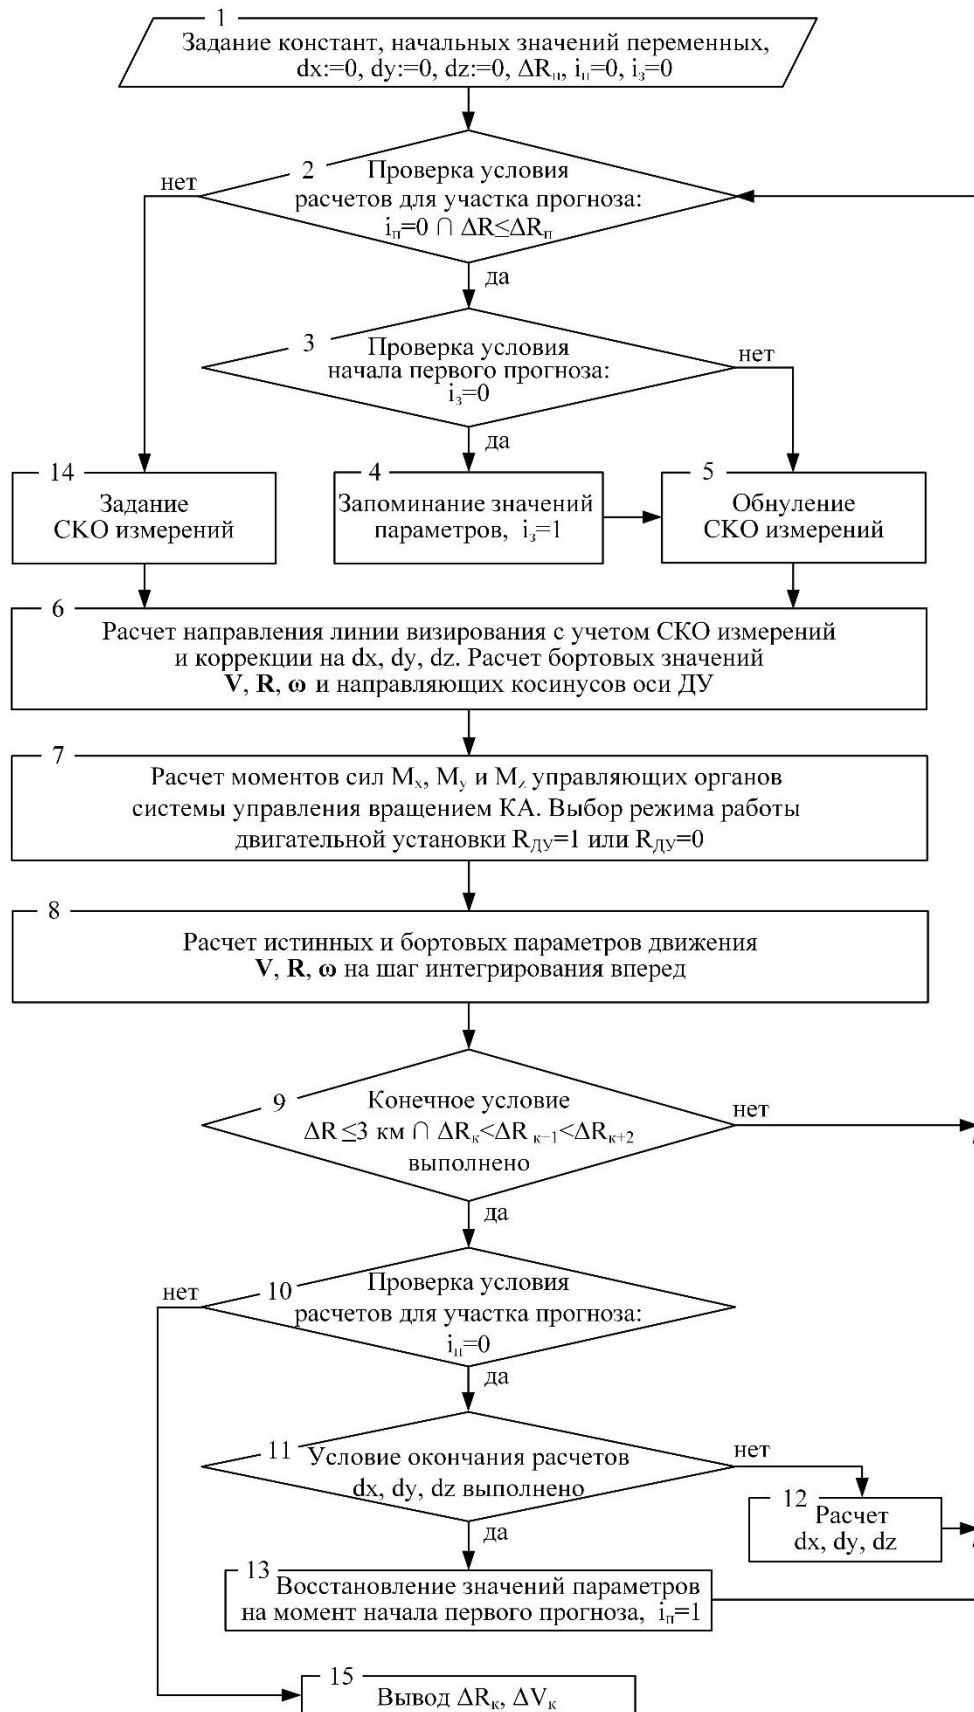 1
Задание констант, начальных значений переменных,
dx:=0, dy:=0, dz:=0, ΔRп, iп=0, iз=0
2
Проверка условия
расчетов для участка прогноза:
iп=0 ∩ ΔR≤ΔRп
нет
да
3
Проверка условия
начала первого прогноза:
iз=0
нет
да
14
Задание
СКО измерений
4
Запоминание значений
параметров, iз=1
5
Обнуление
СКО измерений
6
Расчет направления линии визирования с учетом СКО измерений
и коррекции на dx, dy, dz. Расчет бортовых значений
V, R, ω и направляющих косинусов оси ДУ
7
Расчет моментов сил Mx, My и Mz управляющих органов
системы управления вращением КА. Выбор режима работы
двигательной установки RДУ=1 или RДУ=0
8
Расчет истинных и бортовых параметров движения
V, R, ω на шаг интегрирования вперед
9
Конечное условие
ΔR ≤3 км ∩ ΔRк<ΔR к+1<ΔRк+2
выполнено
нет
да
10
Проверка условия
расчетов для участка прогноза:
iп=0
нет
да
11
Условие окончания расчетов
dx, dy, dz выполнено
нет
да
12
Расчет
dx, dy, dz
13
Восстановление значений параметров
на момент начала первого прогноза, iп=1
15
Вывод ΔRк, ΔVк